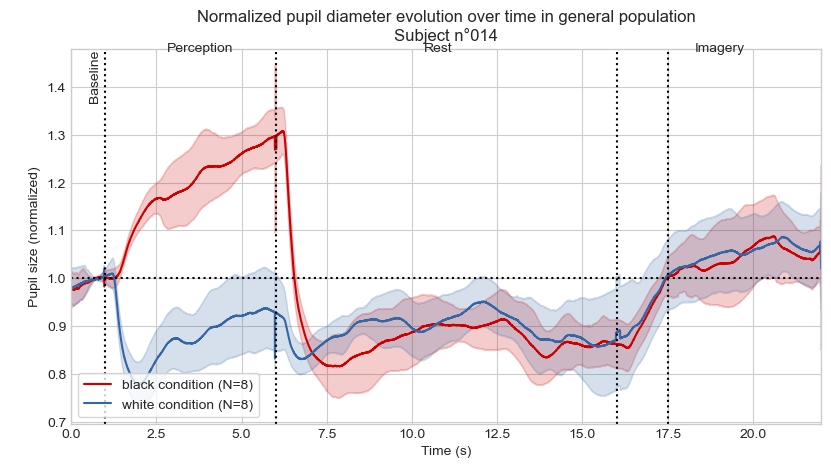 Normalized pupil diameter evolution over time in general population
Subject n°014
Perception
Rest
Imagery
Baseline
Pupil size (normalized)
1.4
1.3
1.2
1.1
1.0
0.9
0.8
0.7
black condition (N=8)
white condition (N=8)
0.0 2.5 5.0 7.5 10.0 12.5 15.0 17.5 20.0
Time (s)